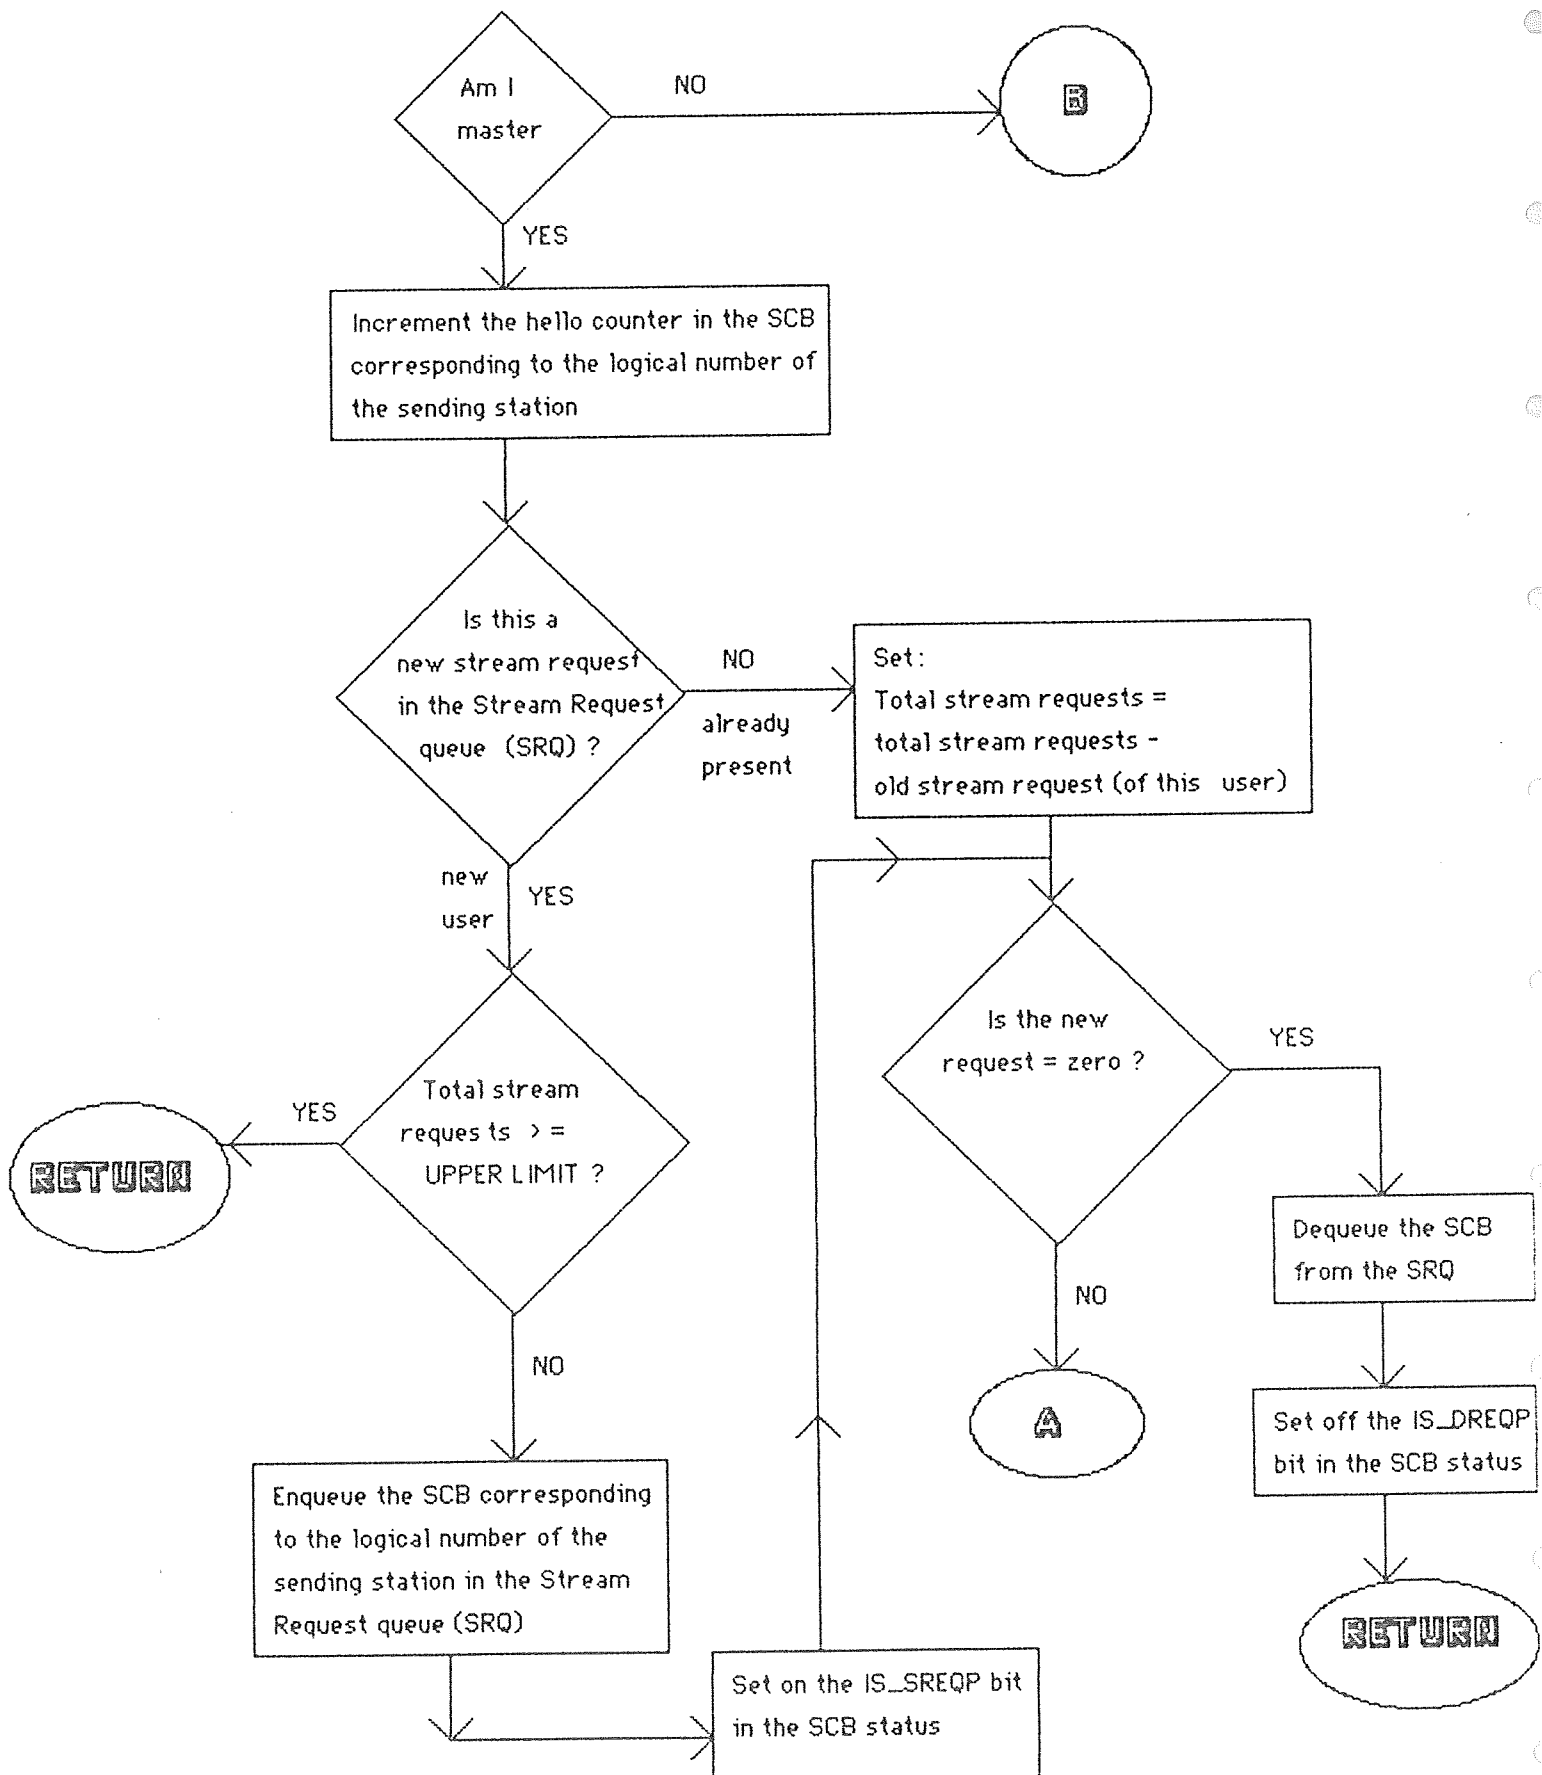 Am I
master
NO
B
YES
Increment the hello counter in the SCB
corresponding to the logical number of
the sending station
Is this a
new stream request
in the Stream Request
queue (SRQ) ?
NO
already
present
Set:
Total stream requests =
total stream requests -
old stream request (of this user)
new
user
YES
Total stream
reques ts > =
UPPER LIMIT ?
YES
RETURN
NO
Is the new
request = zero ?
YES
NO
A
Dequeue the SCB
from the SRQ
Set off the IS_DREQP
bit in the SCB status
RETURN
Enqueue the SCB corresponding
to the logical number of the
sending station in the Stream
Request queue (SRQ)
Set on the IS_SREQP bit
in the SCB status